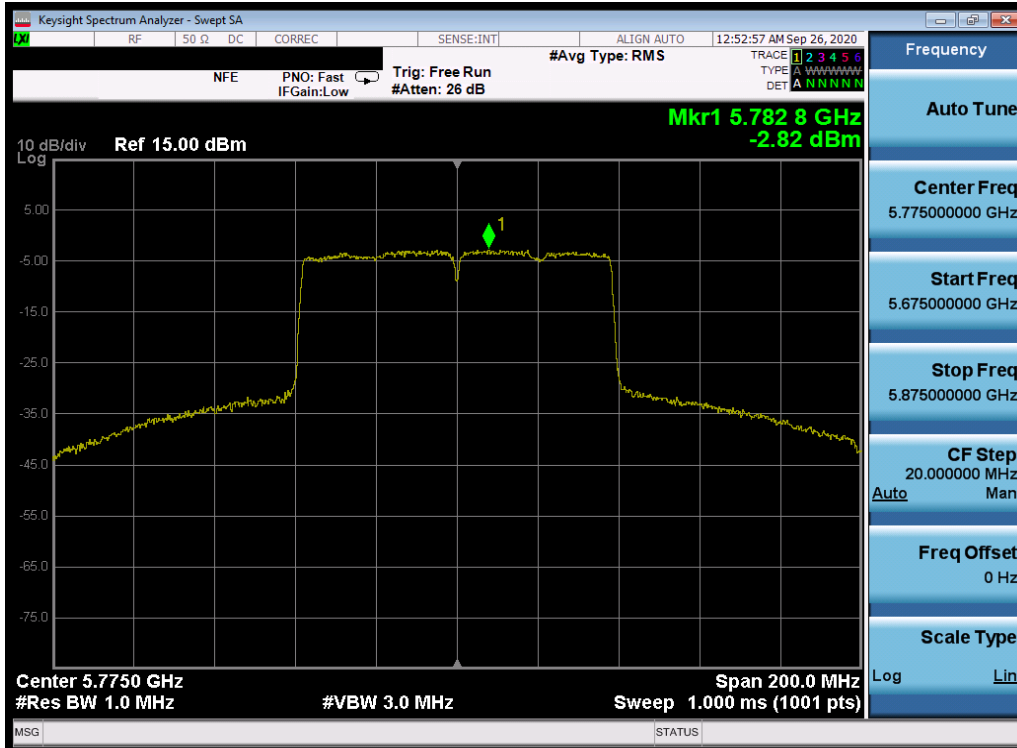 Keysight Spectrum Analyzer - Swept SA
LXI RF 50 Ω DC CORREC SENSE:INT ALIGN AUTO 12:52:57 AM Sep 26, 2020
#Avg Type: RMS
TRACE 1 2 3 4 5 6
TYPE A WWWWW
DET A N N N N N
NFE PNO: Fast Trig: Free Run
IFGain:Low #Atten: 26 dB
Mkr1 5.782 8 GHz
-2.82 dBm
10 dB/div Ref 15.00 dBm
Log
1
5.00
-5.00
-15.0
-25.0
-35.0
-45.0
-55.0
-65.0
-75.0
Center 5.7750 GHz Span 200.0 MHz
#Res BW 1.0 MHz #VBW 3.0 MHz Sweep 1.000 ms (1001 pts)
MSG STATUS
Frequency
Auto Tune
Center Freq
5.775000000 GHz
Start Freq
5.675000000 GHz
Stop Freq
5.875000000 GHz
CF Step
20.000000 MHz
Auto Man
Freq Offset
0 Hz
Scale Type
Log Lin